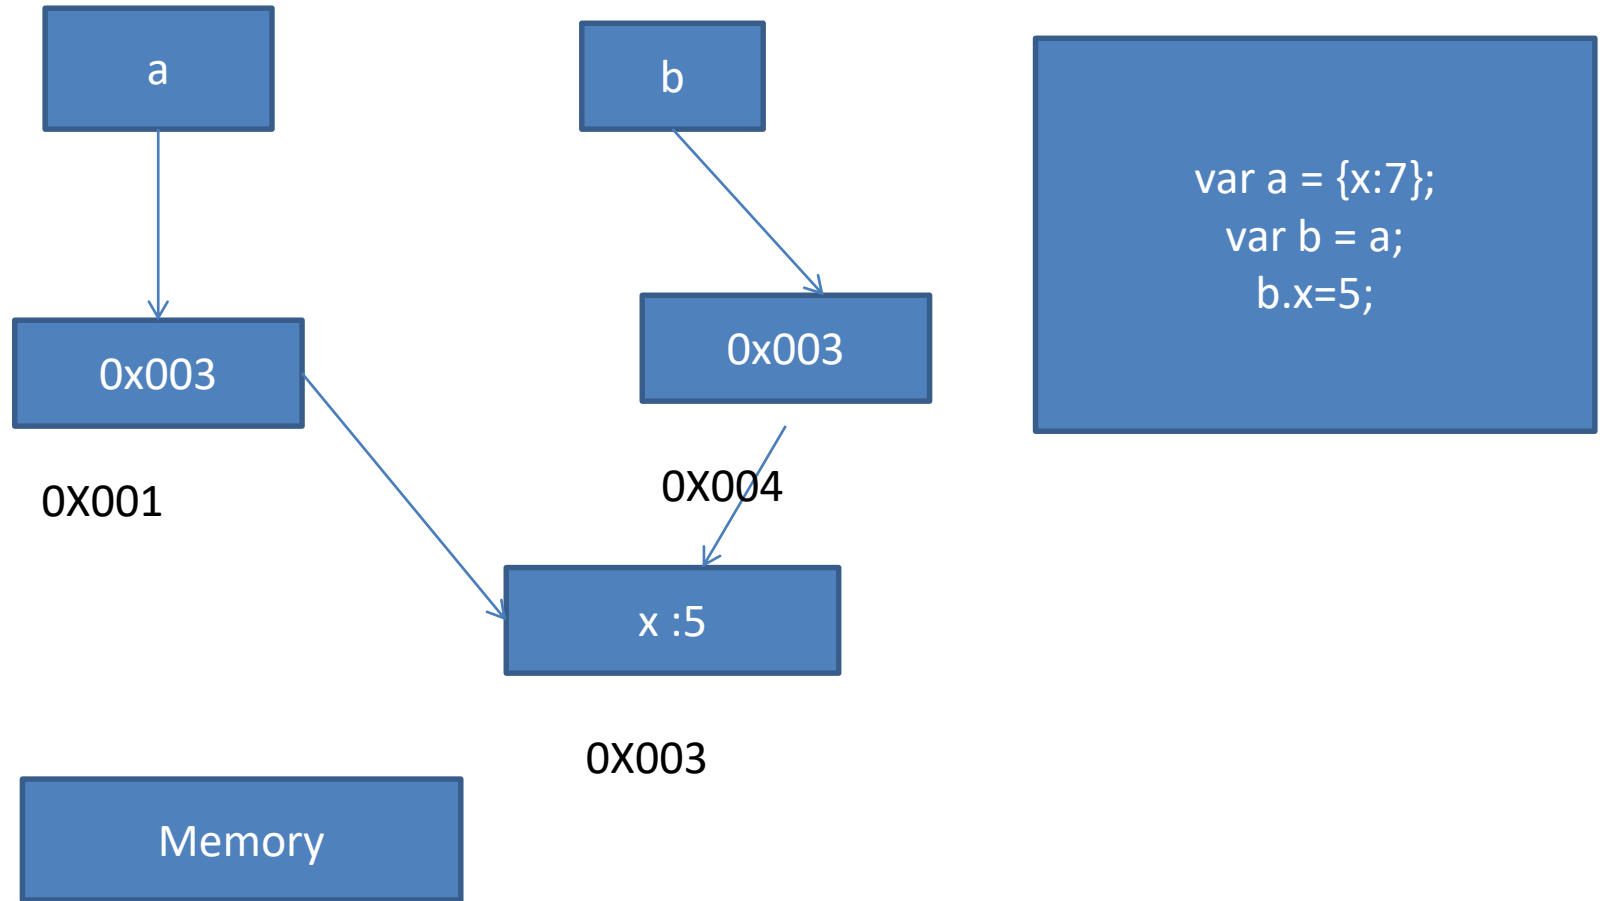 a
b
var a = {x:7};
var b = a;
b.x=5;
0x003
0x003
0X001
0X004
x :5
0X003
Memory